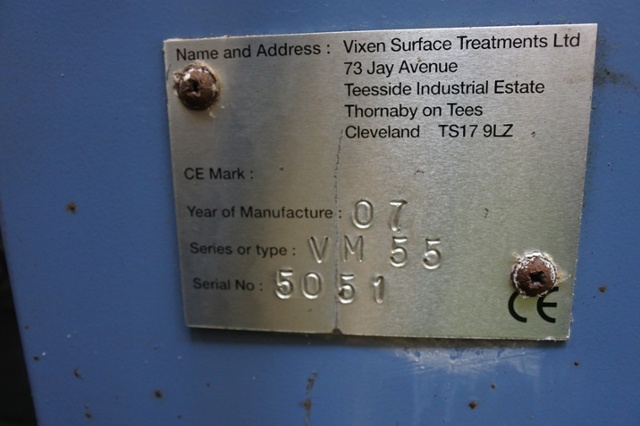 Name and Address : Vixen Surface Treatments Ltd
73 Jay Avenue
Teesside Industrial Estate
Thornaby on Tees
Cleveland TS17 9LZ
CE Mark :
Year of Manufacture : 07
Series or type : VM 55
Serial No : 5051
CE